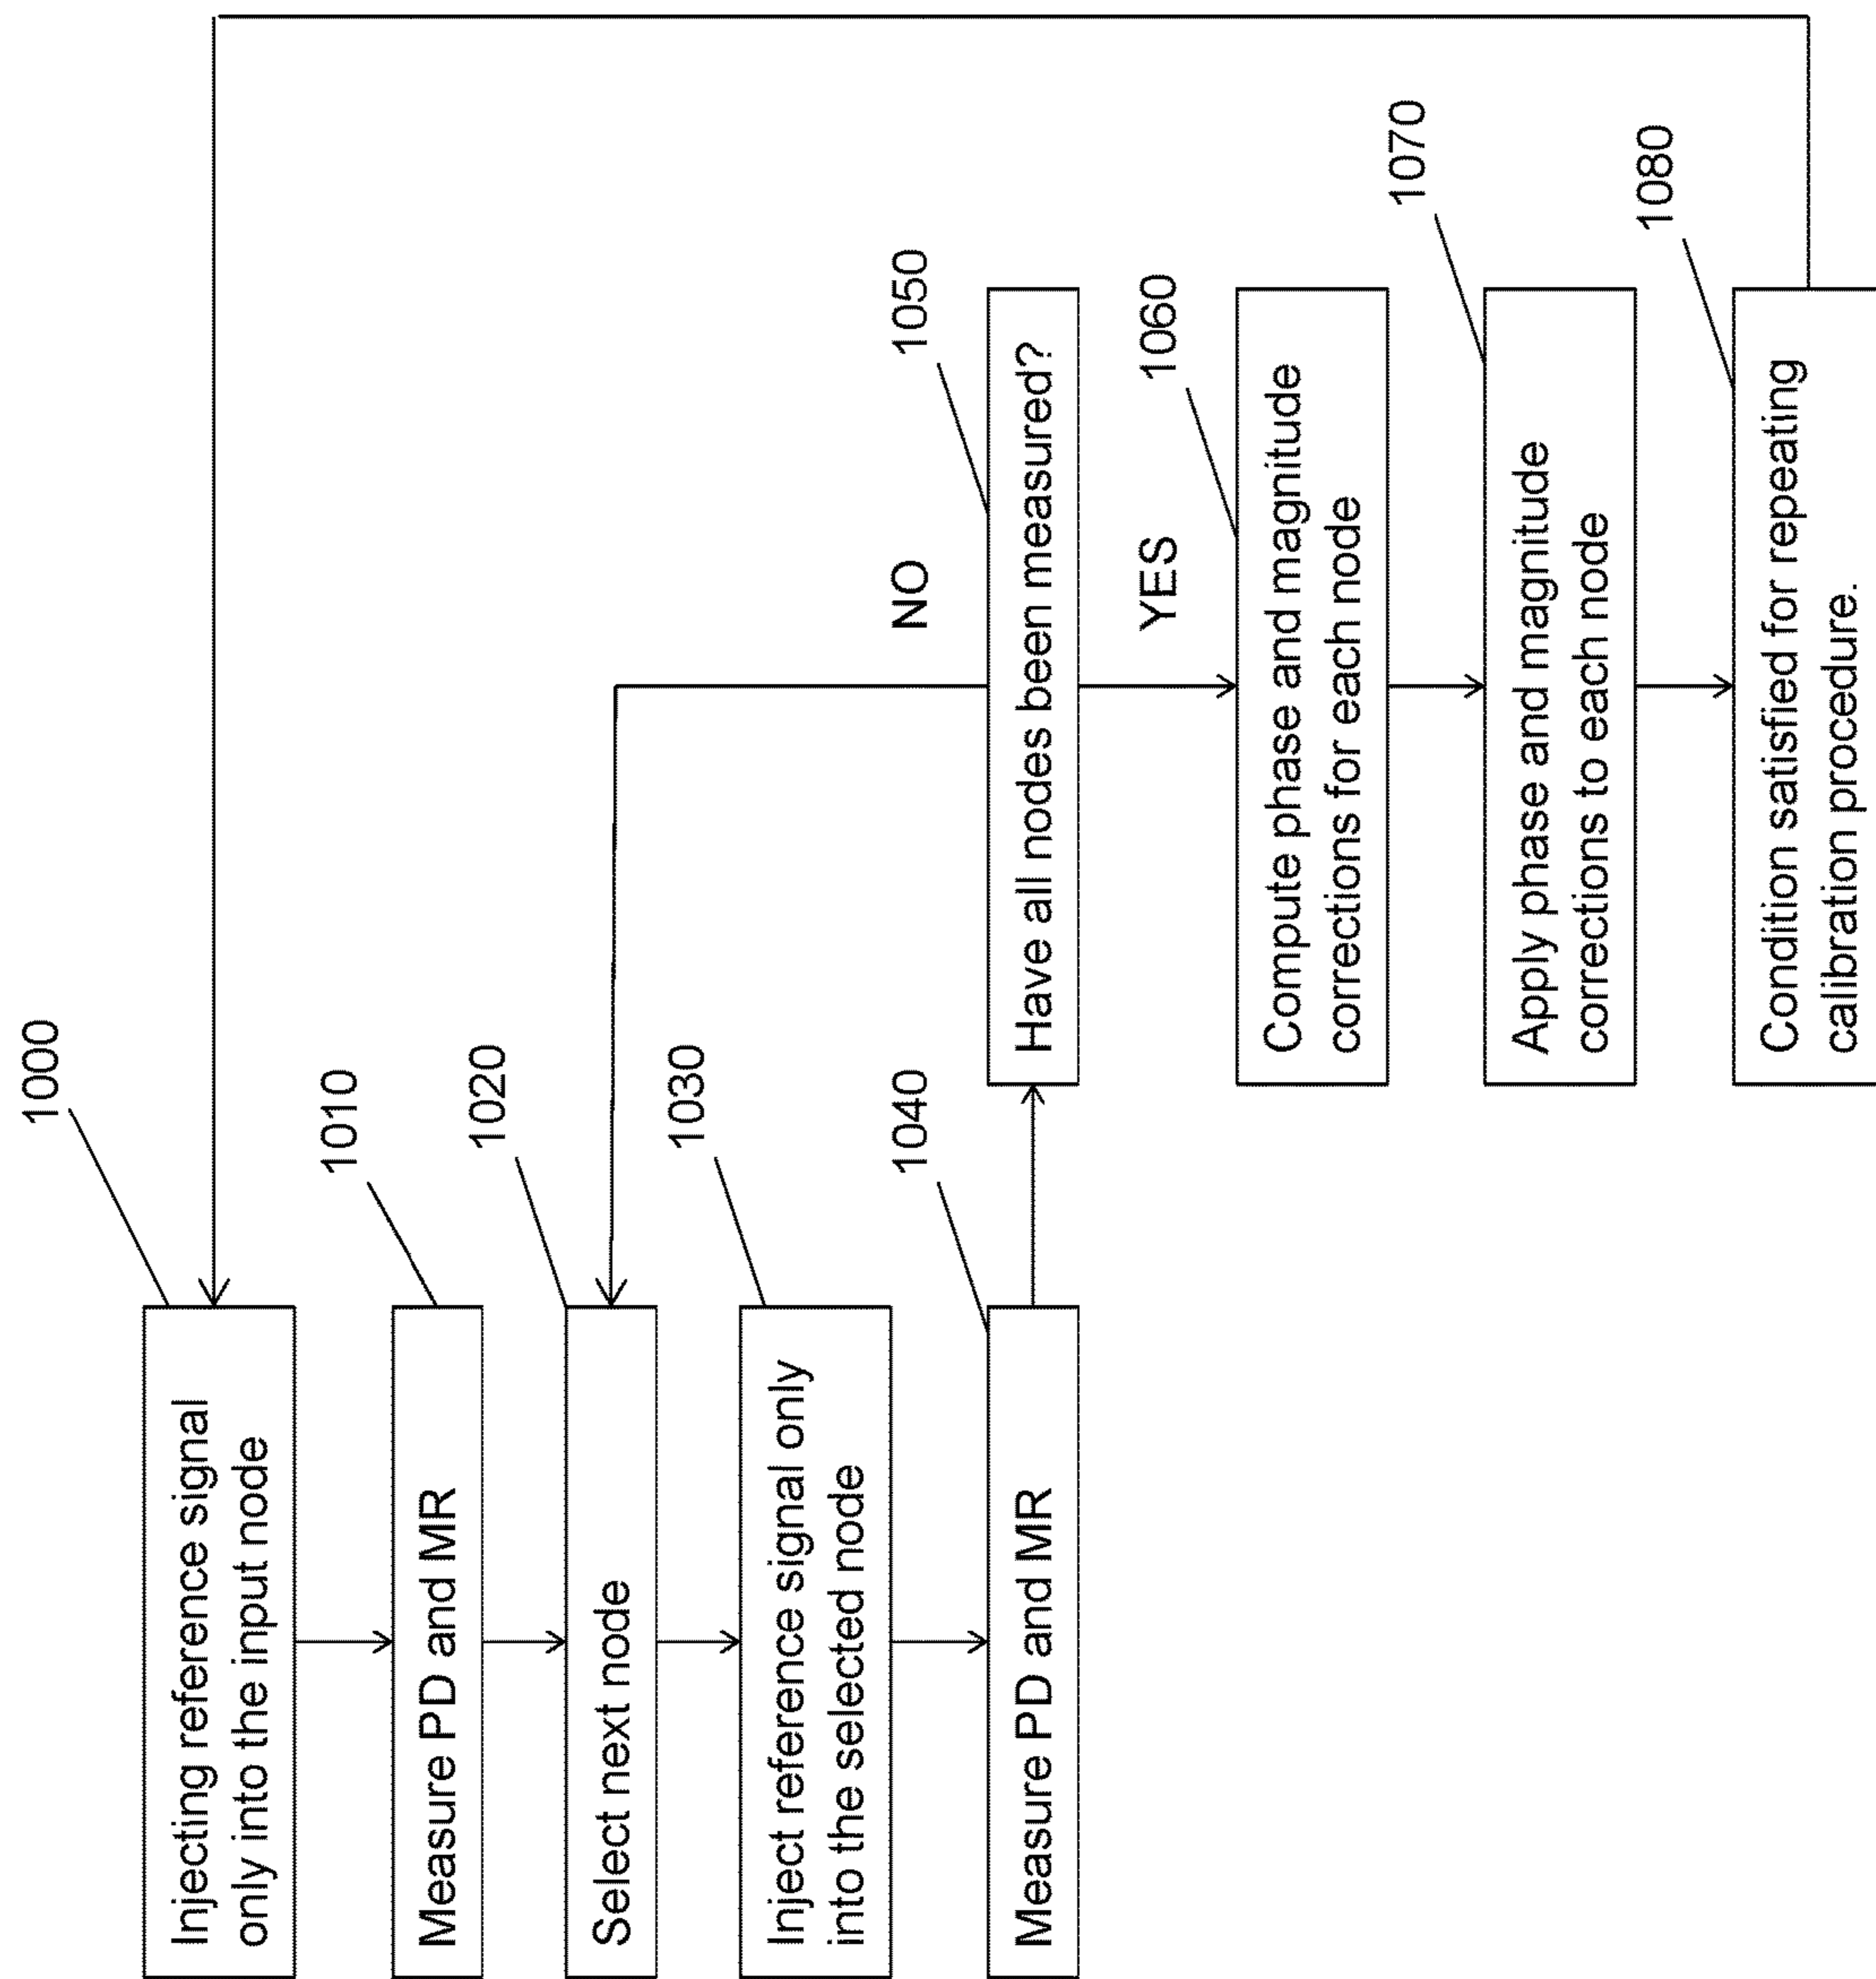 1000
Injecting reference signal
only into the input node
1010
Measure PD and MR
1020
Select next node
1030
Inject reference signal only
into the selected node
1040
Measure PD and MR
1050
NO
Have all nodes been measured?
YES
1060
Compute phase and magnitude
corrections for each node
1070
Apply phase and magnitude
corrections to each node
1080
Condition satisfied for repeating
calibration procedure.